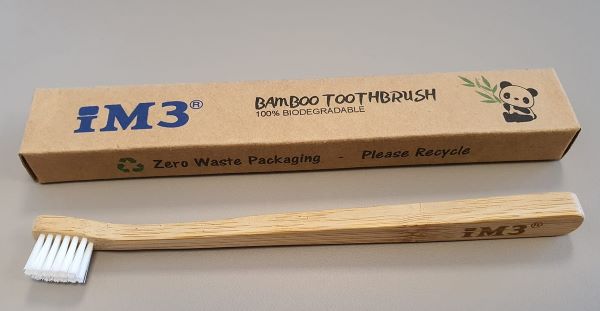 iM3®
BAMBOO TOOTHBRUSH
100% BIODEGRADABLE
Zero Waste Packaging - Please Recycle
iM3®